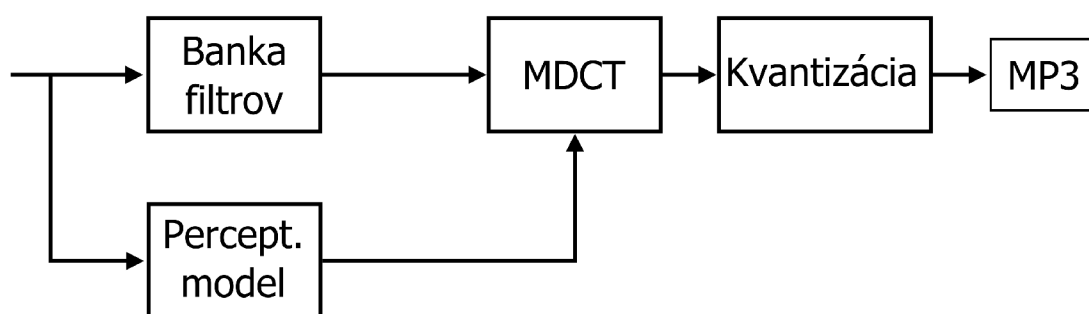 Banka
filtrov
MDCT
Kvantizácia
MP3
Percept.
model